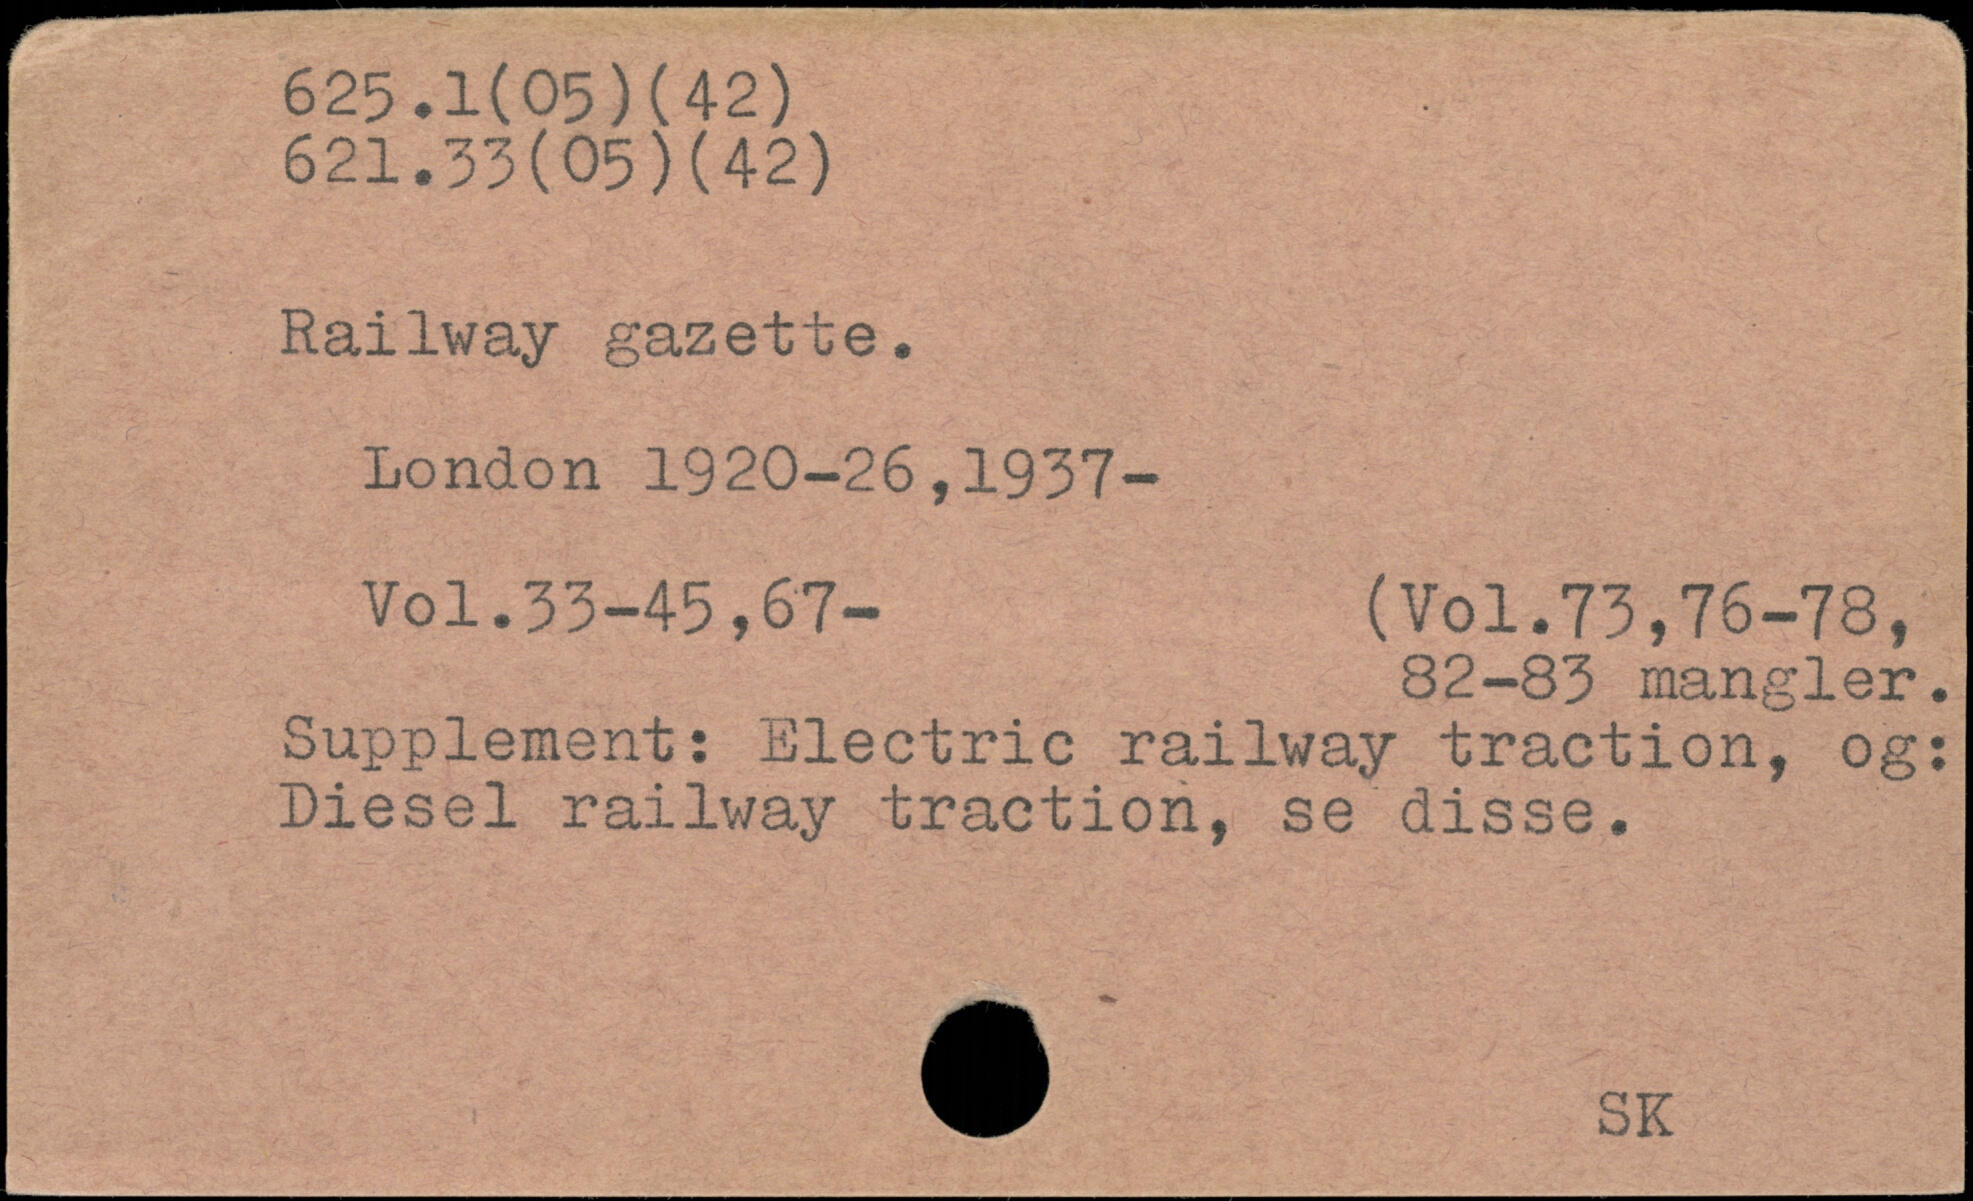 625.1(05)(42)
621.33(05)(42)
Railway gazette.
London 1920-26,1937-
Vol.33-45,67- (Vol.73,76-78,
82-83 mangler.
Supplement: Electric railway traction, og:
Diesel railway traction, se disse.
SK